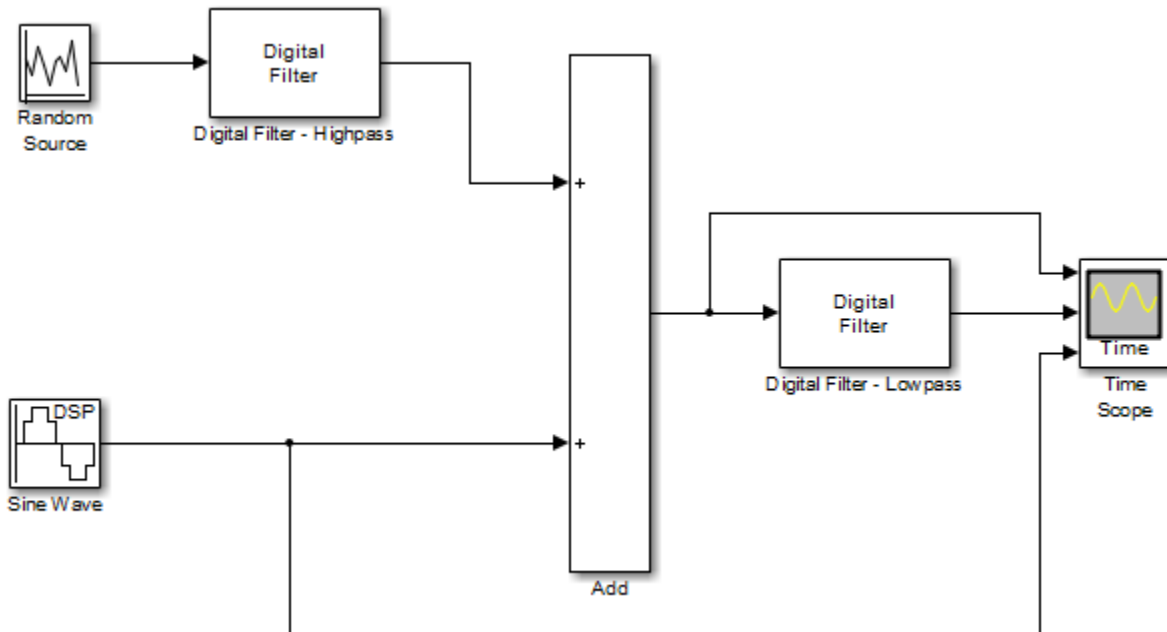 Digital
Filter
Random
Source
Digital Filter - Highpass
+
Digital
Filter
Time
Digital Filter - Lowpass
Time
Scope
DSP
+
Sine Wave
Add